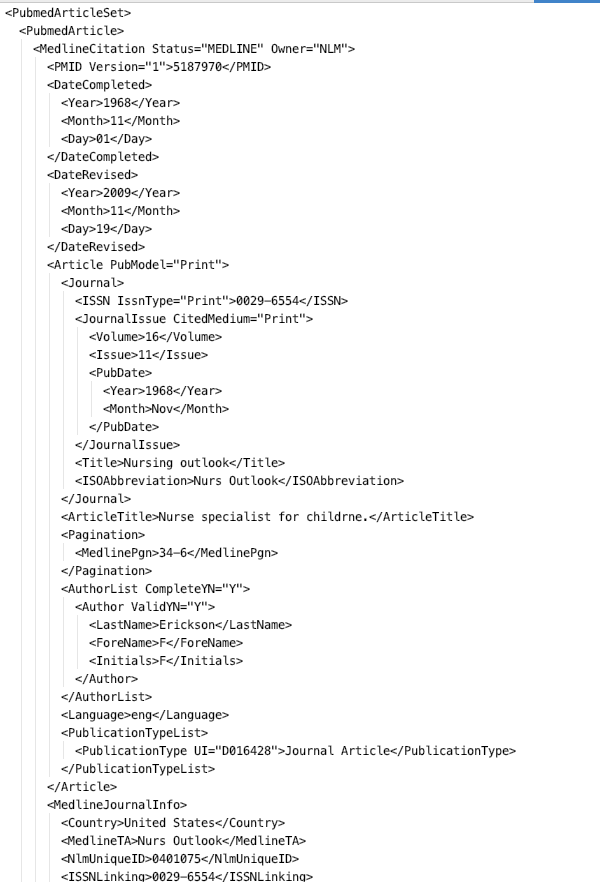 <PubmedArticleSet>
<PubmedArticle>
<MedlineCitation Status="MEDLINE" Owner="NLM">
<PMID Version="1">5187970</PMID>
<DateCompleted>
<Year>1968</Year>
<Month>11</Month>
<Day>01</Day>
</DateCompleted>
<DateRevised>
<Year>2009</Year>
<Month>11</Month>
<Day>19</Day>
</DateRevised>
<Article PubModel="Print">
<Journal>
<ISSN IssnType="Print">0029-6554</ISSN>
<JournalIssue CitedMedium="Print">
<Volume>16</Volume>
<Issue>11</Issue>
<PubDate>
<Year>1968</Year>
<Month>Nov</Month>
</PubDate>
</JournalIssue>
<Title>Nursing outlook</Title>
<ISOAbbreviation>Nurs Outlook</ISOAbbreviation>
</Journal>
<ArticleTitle>Nurse specialist for childrne.</ArticleTitle>
<Pagination>
<MedlinePgn>34-6</MedlinePgn>
</Pagination>
<AuthorList CompleteYN="Y">
<Author ValidYN="Y">
<LastName>Erickson</LastName>
<ForeName>F</ForeName>
<Initials>F</Initials>
</Author>
</AuthorList>
<Language>eng</Language>
<PublicationTypeList>
<PublicationType UI="D016428">Journal Article</PublicationType>
</PublicationTypeList>
</Article>
<MedlineJournalInfo>
<Country>United States</Country>
<MedlineTA>Nurs Outlook</MedlineTA>
<NlmUniqueID>0401075</NlmUniqueID>
<ISSNLinking>0029-6554</ISSNLinking>